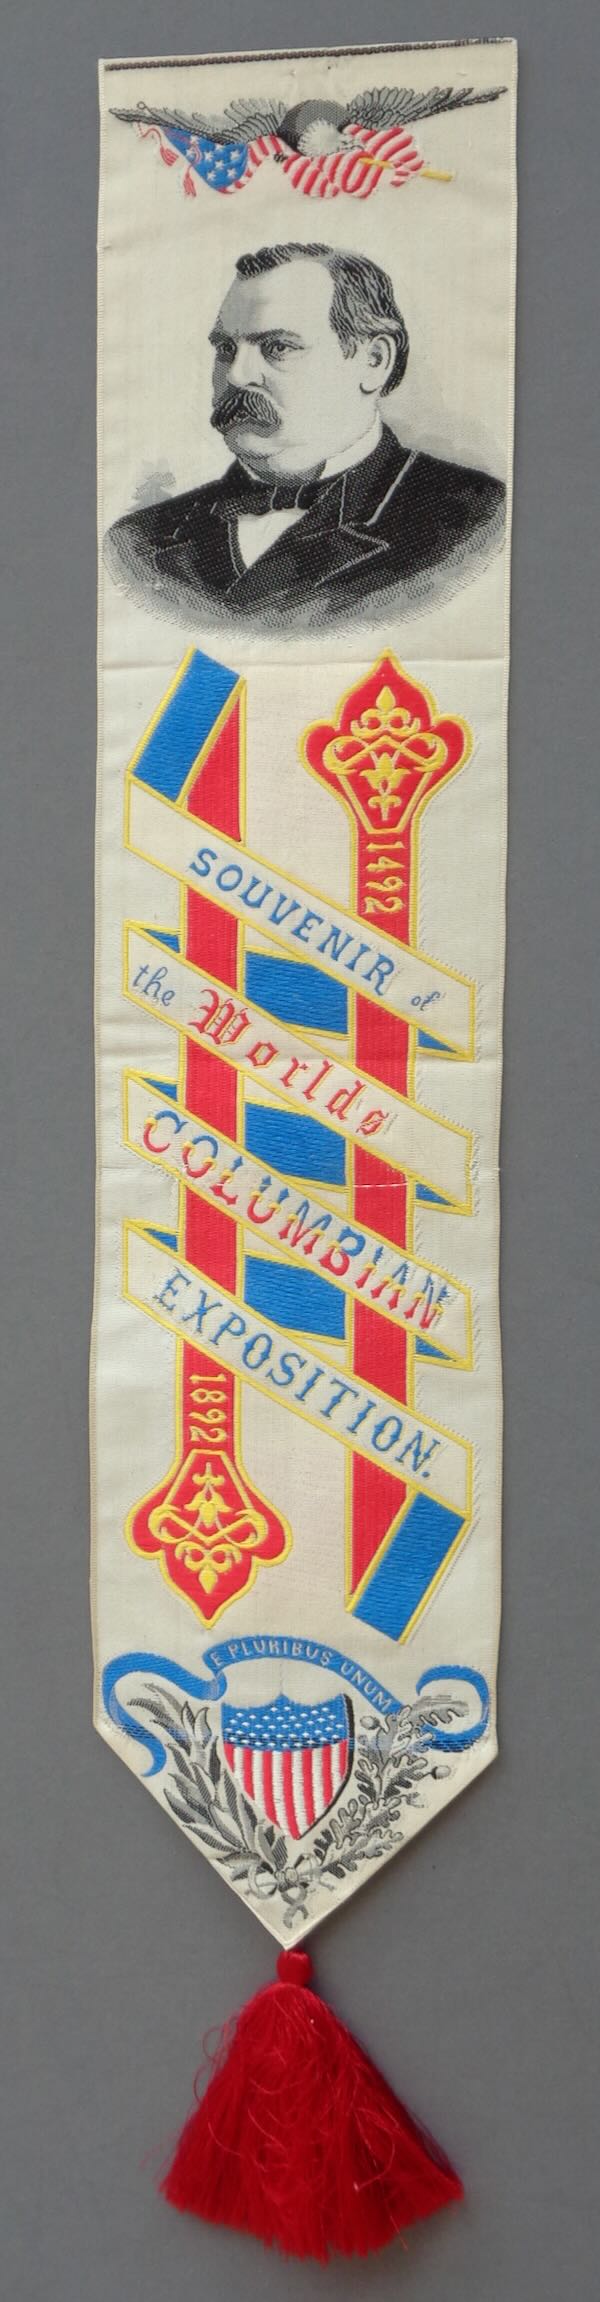 1492
SOUVENIR of
the Worlds
COLUMBIAN
EXPOSITION.
1892
E PLURIBUS UNUM